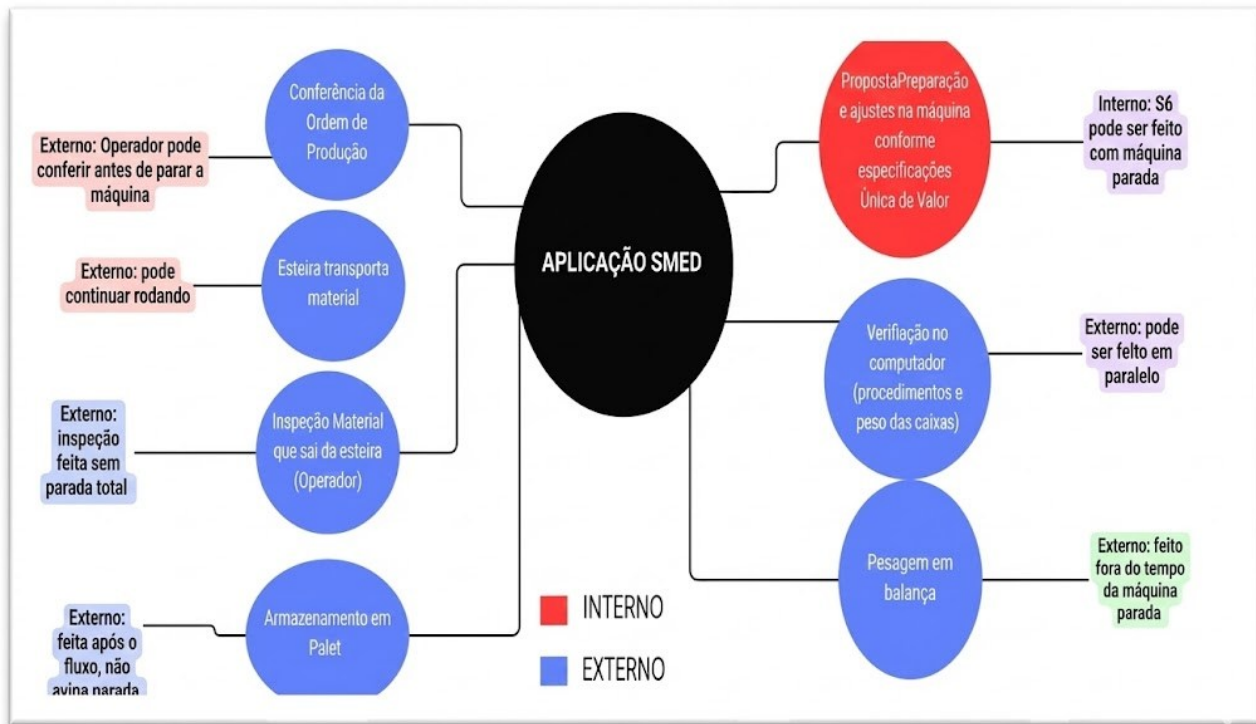 Conferência da
Ordem de
Produção
Externo: Operador pode
conferir antes de parar a
máquina
Esteira transporta
material
Externo: pode
continuar rodando
Inspeção Material
que sai da esteira
(Operador)
Externo:
inspeção
feita sem
parada total
Armazenamento em
Palet
Externo:
feita após o
fluxo, não
parada
APLICAÇÃO SMED
INTERNO
EXTERNO
PropostaPreparação
e ajustes na máquina
conforme
especificações
Única de Valor
Interno: S6
pode ser feito
com máquina
parada
Verifiação no
computador
(procedimentos e
peso das caixas)
Externo: pode
ser felto em
paralelo
Pesagem em
balança
Externo: feito
fora do tempo
da máquina
parada